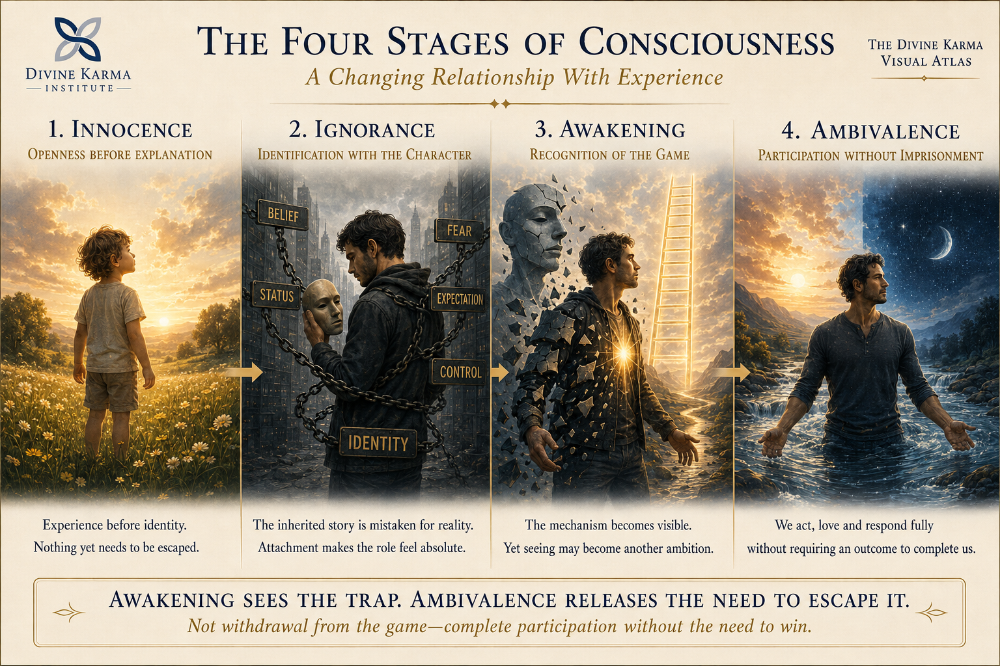 DIVINE KARMA
INSTITUTE
THE FOUR STAGES OF CONSCIOUSNESS
A Changing Relationship With Experience
THE DIVINE KARMA
VISUAL ATLAS
1. INNOCENCE
OPENNESS BEFORE EXPLANATION
Experience before identity.
Nothing yet needs to be escaped.
2. IGNORANCE
IDENTIFICATION WITH THE CHARACTER
BELIEF
FEAR
STATUS
EXPECTATION
CONTROL
IDENTITY
The inherited story is mistaken for reality.
Attachment makes the role feel absolute.
3. AWAKENING
RECOGNITION OF THE GAME
The mechanism becomes visible.
Yet seeing may become another ambition.
4. AMBIVALENCE
PARTICIPATION WITHOUT IMPRISONMENT
We act, love and respond fully
without requiring an outcome to complete us.
AWAKENING SEES THE TRAP. AMBIVALENCE RELEASES THE NEED TO ESCAPE IT.
Not withdrawal from the game—complete participation without the need to win.